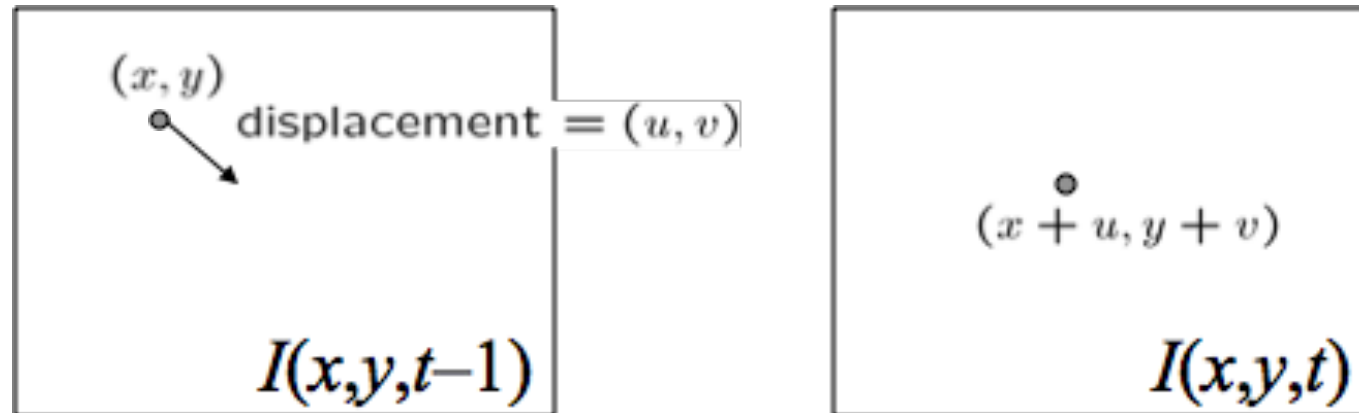 (x, y)
displacement = (u, v)
I(x,y,t−1)
(x + u, y + v)
I(x,y,t)